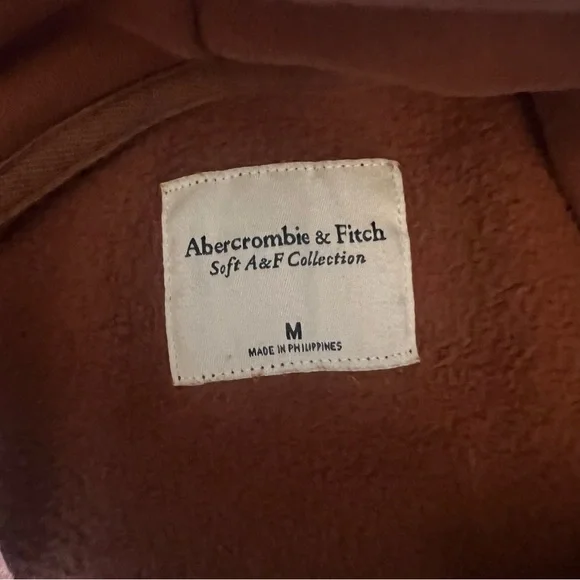 Abercrombie & Fitch
Soft A&F Collection
M
MADE IN PHILIPPINES